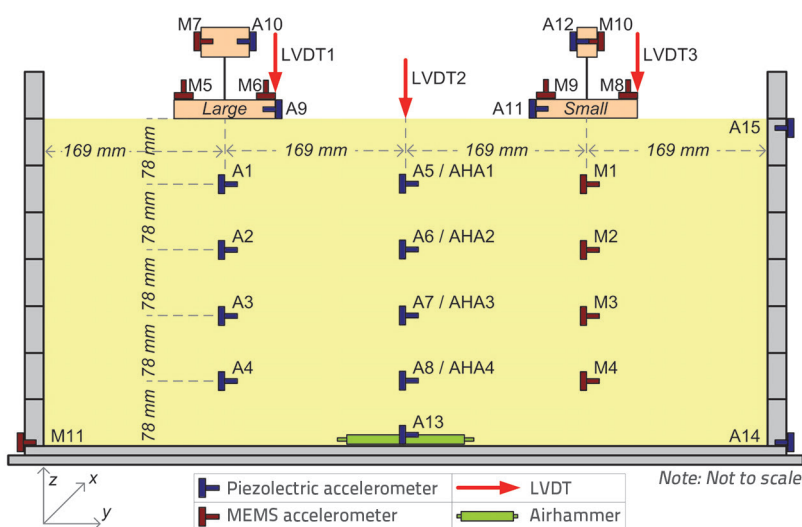 M7
A10
A12
M10
LVDT1
LVDT2
LVDT3
M5
M6
M9
M8
Large
A9
A11
Small
A15
78 mm
169 mm
169 mm
169 mm
169 mm
A1
A5 / AHA1
M1
78 mm
A2
A6 / AHA2
M2
78 mm
A3
A7 / AHA3
M3
78 mm
A4
A8 / AHA4
M4
78 mm
M11
A13
A14
z
x
y
Piezolectric accelerometer
LVDT
MEMS accelerometer
Airhammer
Note: Not to scale